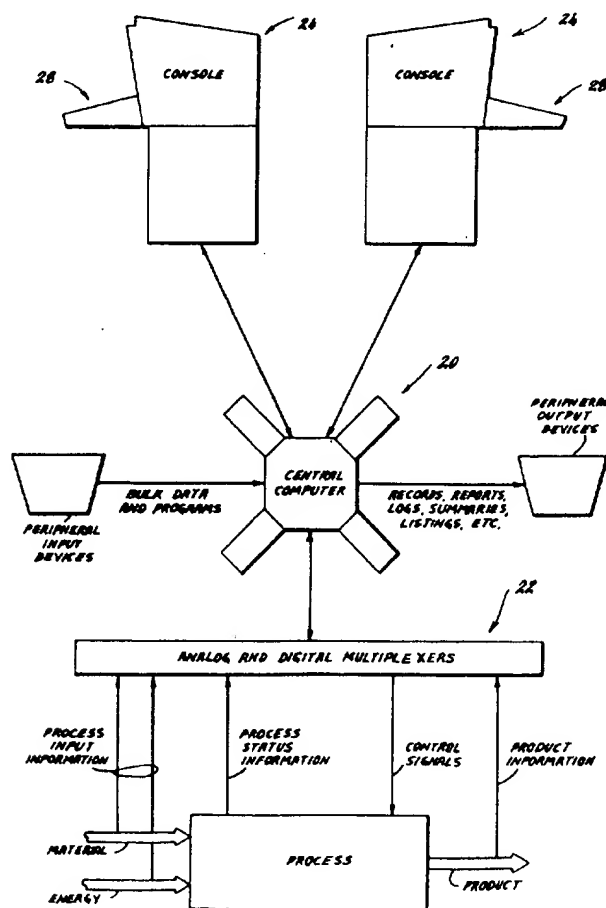 24
24
CONSOLE
CONSOLE
28
28
20
PERIPHERAL
OUTPUT
DEVICES
CENTRAL
COMPUTER
BULK DATA
AND PROGRAMS
RECORDS, REPORTS,
LOGS, SUMMARIES,
LISTINGS, ETC.
PERIPHERAL
INPUT
DEVICES
22
ANALOG AND DIGITAL MULTIPLEXERS
PROCESS
INPUT
INFORMATION
PROCESS
STATUS
INFORMATION
CONTROL
SIGNALS
PRODUCT
INFORMATION
MATERIAL
PROCESS
ENERGY
PRODUCT